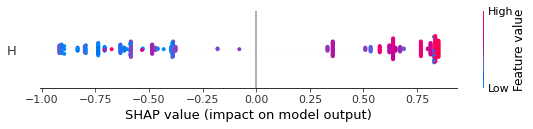 High
H
Low
−1.00 −0.75 −0.50 −0.25 0.00 0.25 0.50 0.75
SHAP value (impact on model output)
Feature value